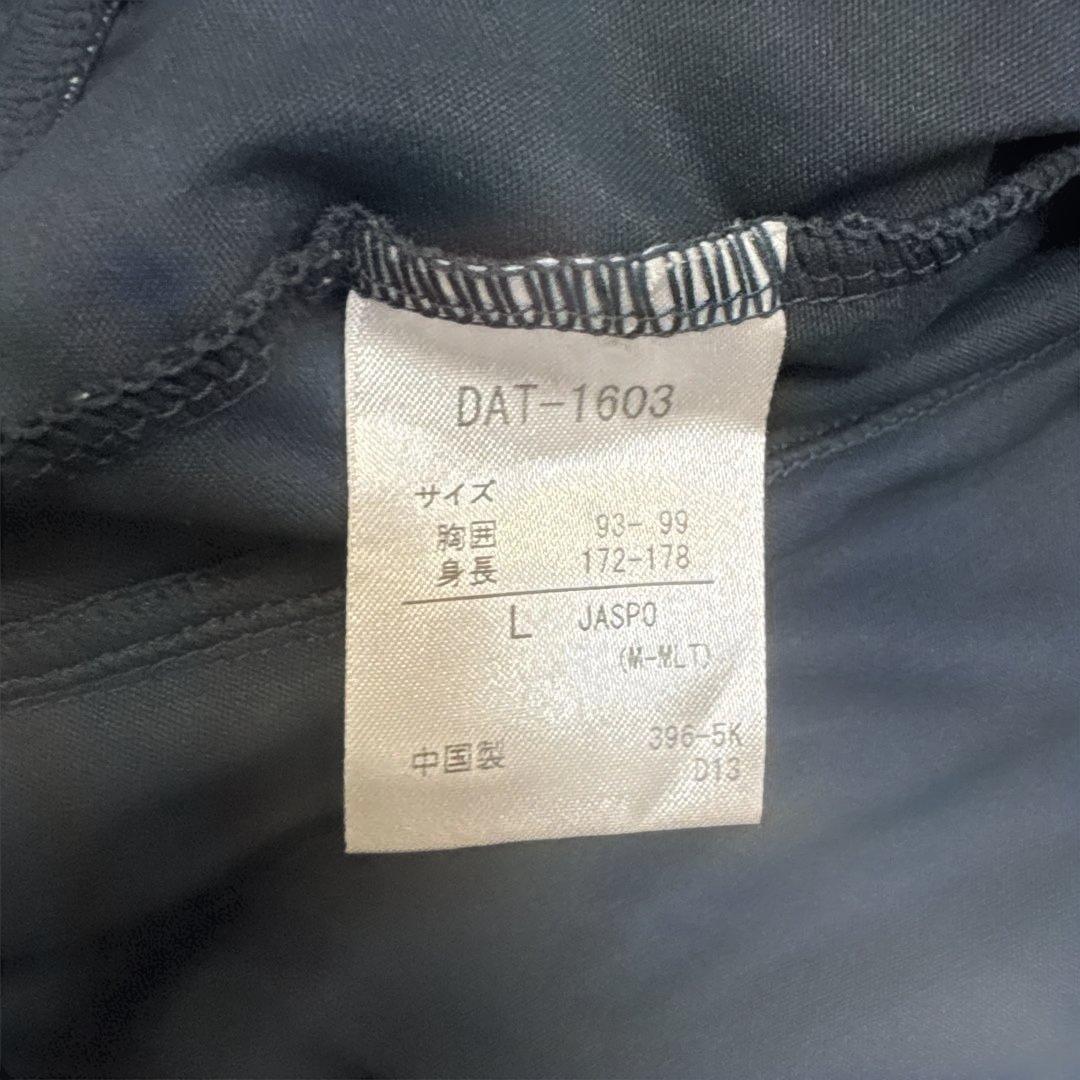 DAT-1603
サイズ
胸囲 93- 99
身長 172-178
L JASPO
(M-MLT)
396-5K
中国製 D13